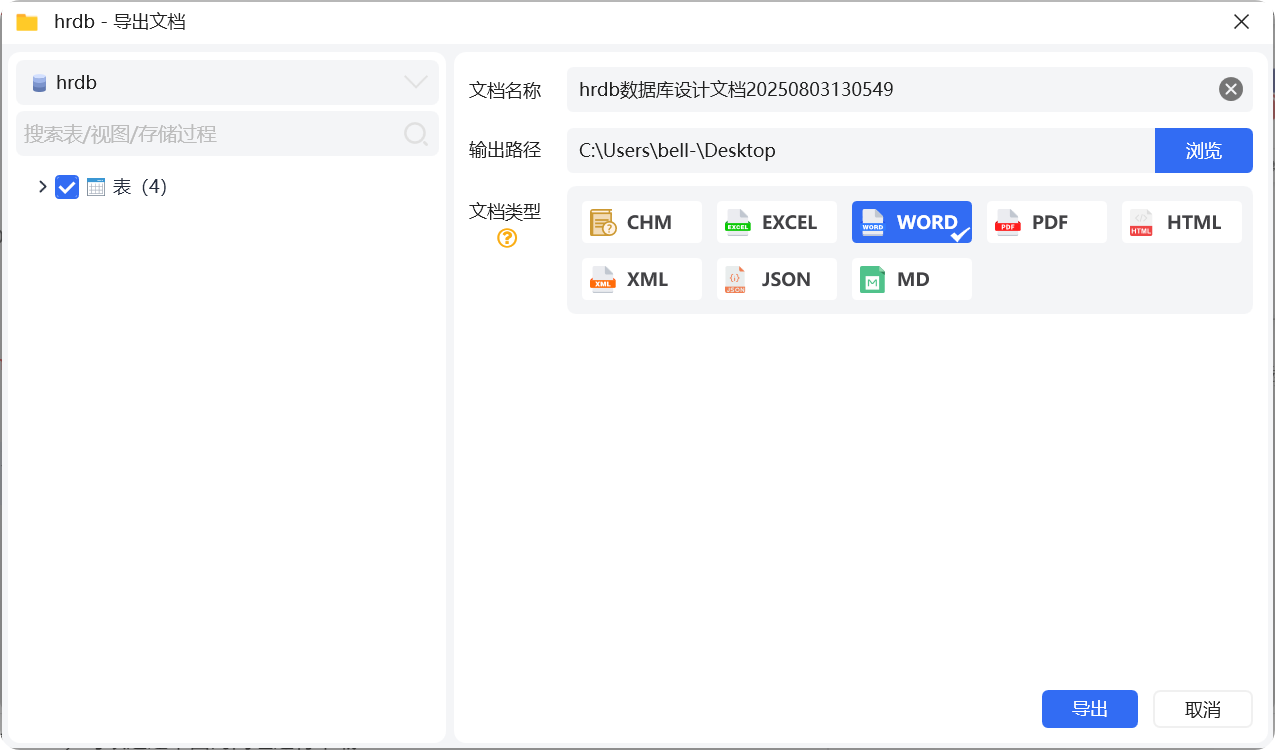 hrdb - 导出文档
hrdb
搜索表/视图/存储过程
表（4）
文档名称
hrdb数据库设计文档20250803130549
输出路径
C:\Users\bell-\Desktop
浏览
文档类型
CHM
EXCEL
WORD
PDF
HTML
XML
JSON
MD
导出
取消